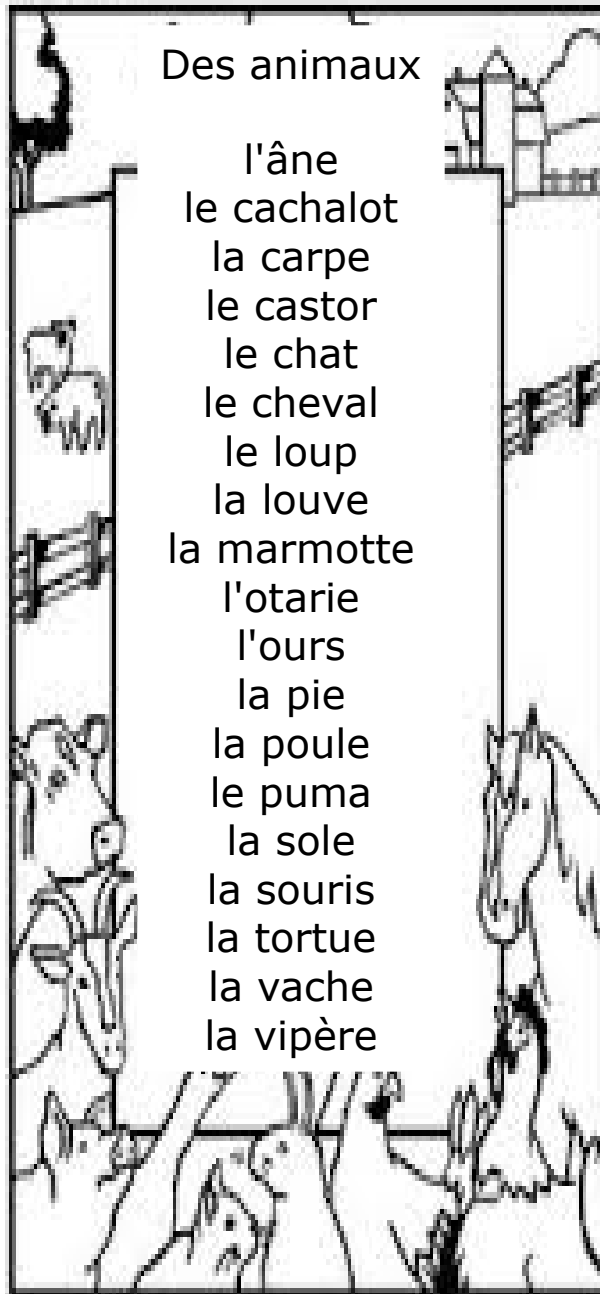 Des animaux
l'âne
le cachalot
la carpe
le castor
le chat
le cheval
le loup
la louve
la marmotte
l'otarie
l'ours
la pie
la poule
le puma
la sole
la souris
la tortue
la vache
la vipère